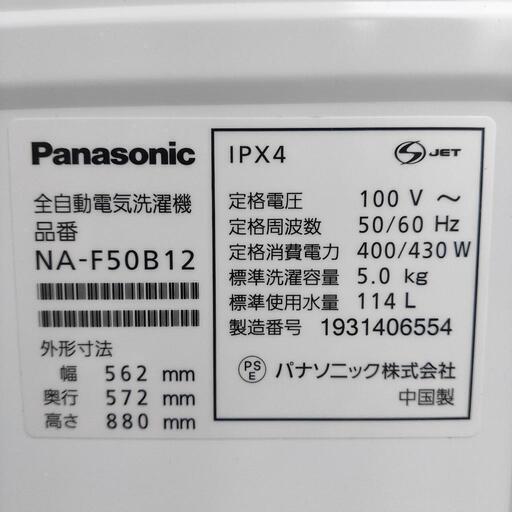 Panasonic
全自動電気洗濯機
品番
NA-F50B12
外形寸法
幅 562 mm
奥行 572 mm
高さ 880 mm
IPX4
S JET
定格電圧 100 V ～
定格周波数 50/60 Hz
定格消費電力 400/430 W
標準洗濯容量 5.0 kg
標準使用水量 114 L
製造番号 1931406554
PSE パナソニック株式会社
中国製